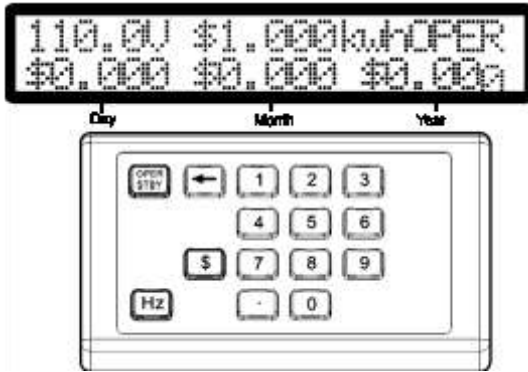 110.0V $1.000kwhOPER
$0.000 $0.000 $0.000
Day Month Year
OPER STBY ← 1 2 3
4 5 6
$ 7 8 9
Hz . 0